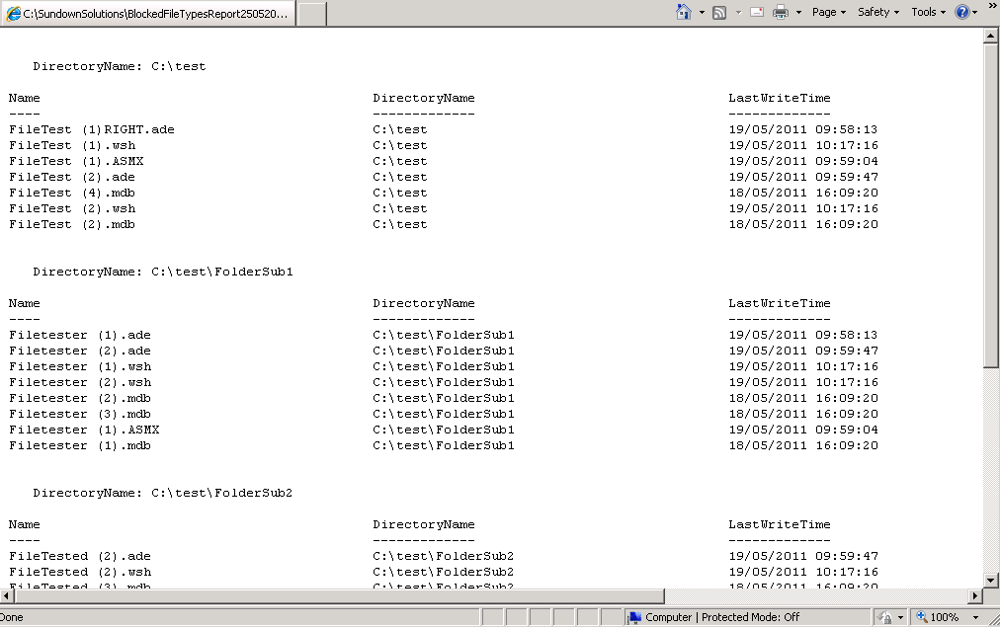 C:\SundownSolutions\BlockedFileTypesReport250520... Page Safety Tools
DirectoryName: C:\test
Name DirectoryName LastWriteTime
---- ------------- -------------
FileTest (1)RIGHT.ade C:\test 19/05/2011 09:58:13
FileTest (1).wsh C:\test 19/05/2011 10:17:16
FileTest (1).ASMX C:\test 19/05/2011 09:59:04
FileTest (2).ade C:\test 19/05/2011 09:59:47
FileTest (4).mdb C:\test 18/05/2011 16:09:20
FileTest (2).wsh C:\test 19/05/2011 10:17:16
FileTest (2).mdb C:\test 18/05/2011 16:09:20
DirectoryName: C:\test\FolderSub1
Name DirectoryName LastWriteTime
---- ------------- -------------
Filetester (1).ade C:\test\FolderSub1 19/05/2011 09:58:13
Filetester (2).ade C:\test\FolderSub1 19/05/2011 09:59:47
Filetester (1).wsh C:\test\FolderSub1 19/05/2011 10:17:16
Filetester (2).wsh C:\test\FolderSub1 19/05/2011 10:17:16
Filetester (2).mdb C:\test\FolderSub1 18/05/2011 16:09:20
Filetester (3).mdb C:\test\FolderSub1 18/05/2011 16:09:20
Filetester (1).ASMX C:\test\FolderSub1 19/05/2011 09:59:04
Filetester (1).mdb C:\test\FolderSub1 18/05/2011 16:09:20
DirectoryName: C:\test\FolderSub2
Name DirectoryName LastWriteTime
---- ------------- -------------
FileTested (2).ade C:\test\FolderSub2 19/05/2011 09:59:47
FileTested (2).wsh C:\test\FolderSub2 19/05/2011 10:17:16
FileTested (3).mdb C:\test\FolderSub2 18/05/2011 16:09:20
Done Computer | Protected Mode: Off 100%